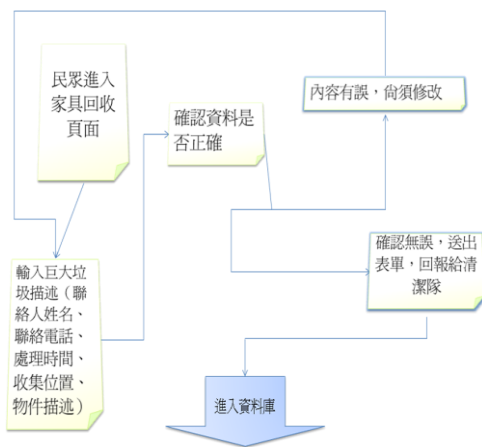 民眾進入
家具回收
頁面
確認資料是
否正確
內容有誤，尙須修改
輸入巨大垃
圾描述（聯
絡人姓名、
聯絡電話、
處理時間、
收集位置、
物件描述）
確認無誤，送出
表單，回報給清
潔隊
進入資料庫